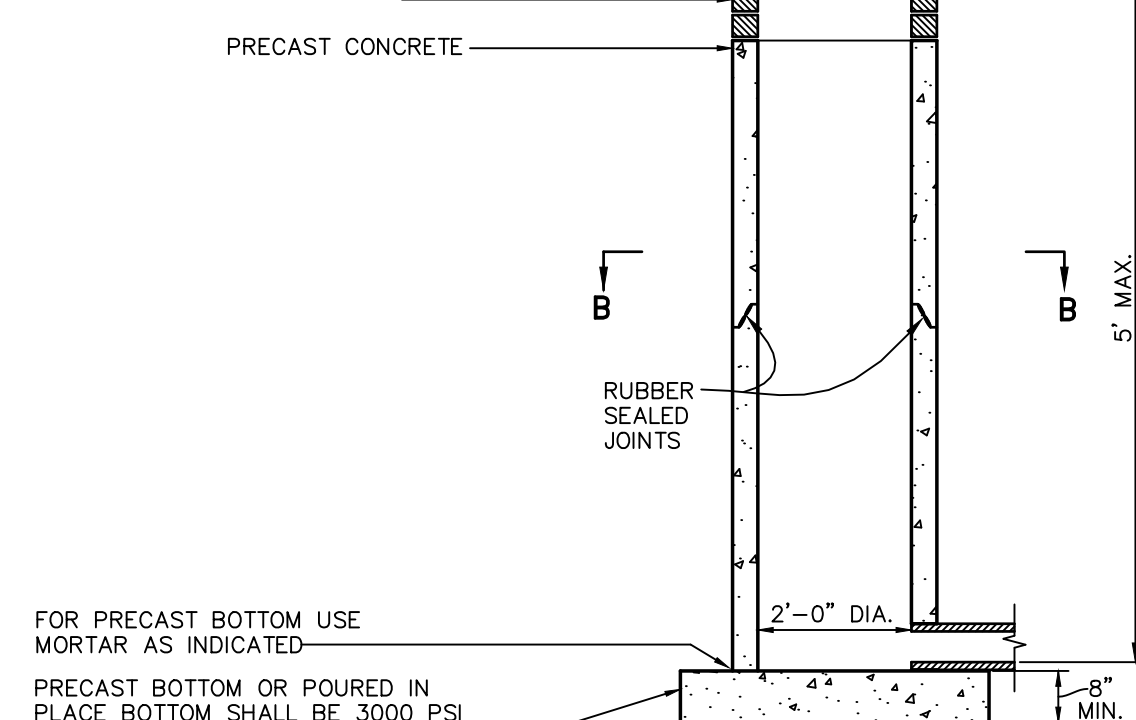 PRECAST CONCRETE
B
B
5' MAX.
RUBBER
SEALED
JOINTS
2'-0" DIA.
FOR PRECAST BOTTOM USE
MORTAR AS INDICATED
PRECAST BOTTOM OR POURED IN
PLACE BOTTOM SHALL BE 3000 PSI
8"
MIN.